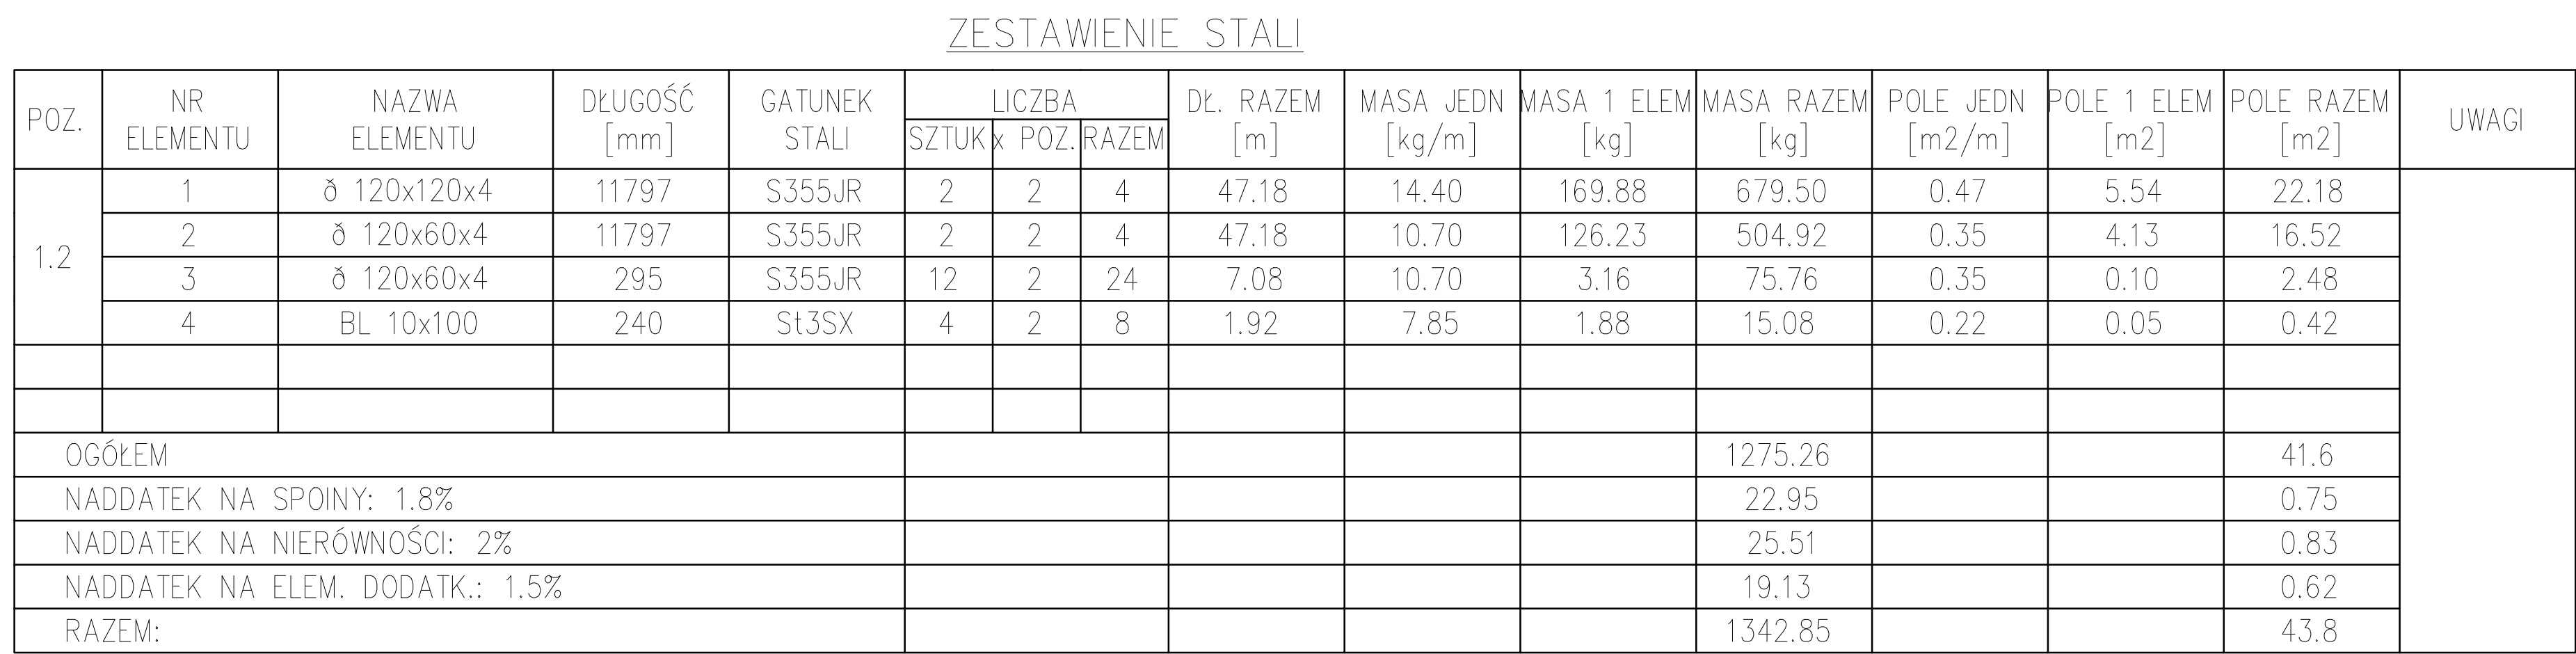 ZESTAWIENIE STALI
POZ. NR ELEMENTU NAZWA ELEMENTU DŁUGOŚĆ [mm] GATUNEK STALI LICZBA SZTUK x POZ. RAZEM DŁ. RAZEM [m] MASA JEDN [kg/m] MASA 1 ELEM [kg] MASA RAZEM [kg] POLE JEDN [m2/m] POLE 1 ELEM [m2] POLE RAZEM [m2] UWAGI
1.2
1 ð 120x120x4 11797 S355JR 2 2 4 47.18 14.40 169.88 679.50 0.47 5.54 22.18
2 ð 120x60x4 11797 S355JR 2 2 4 47.18 10.70 126.23 504.92 0.35 4.13 16.52
3 ð 120x60x4 295 S355JR 12 2 24 7.08 10.70 3.16 75.76 0.35 0.10 2.48
4 BL 10x100 240 St3SX 4 2 8 1.92 7.85 1.88 15.08 0.22 0.05 0.42
OGÓŁEM 1275.26 41.6
NADDATEK NA SPOINY: 1.8% 22.95 0.75
NADDATEK NA NIERÓWNOŚCI: 2% 25.51 0.83
NADDATEK NA ELEM. DODATK.: 1.5% 19.13 0.62
RAZEM: 1342.85 43.8